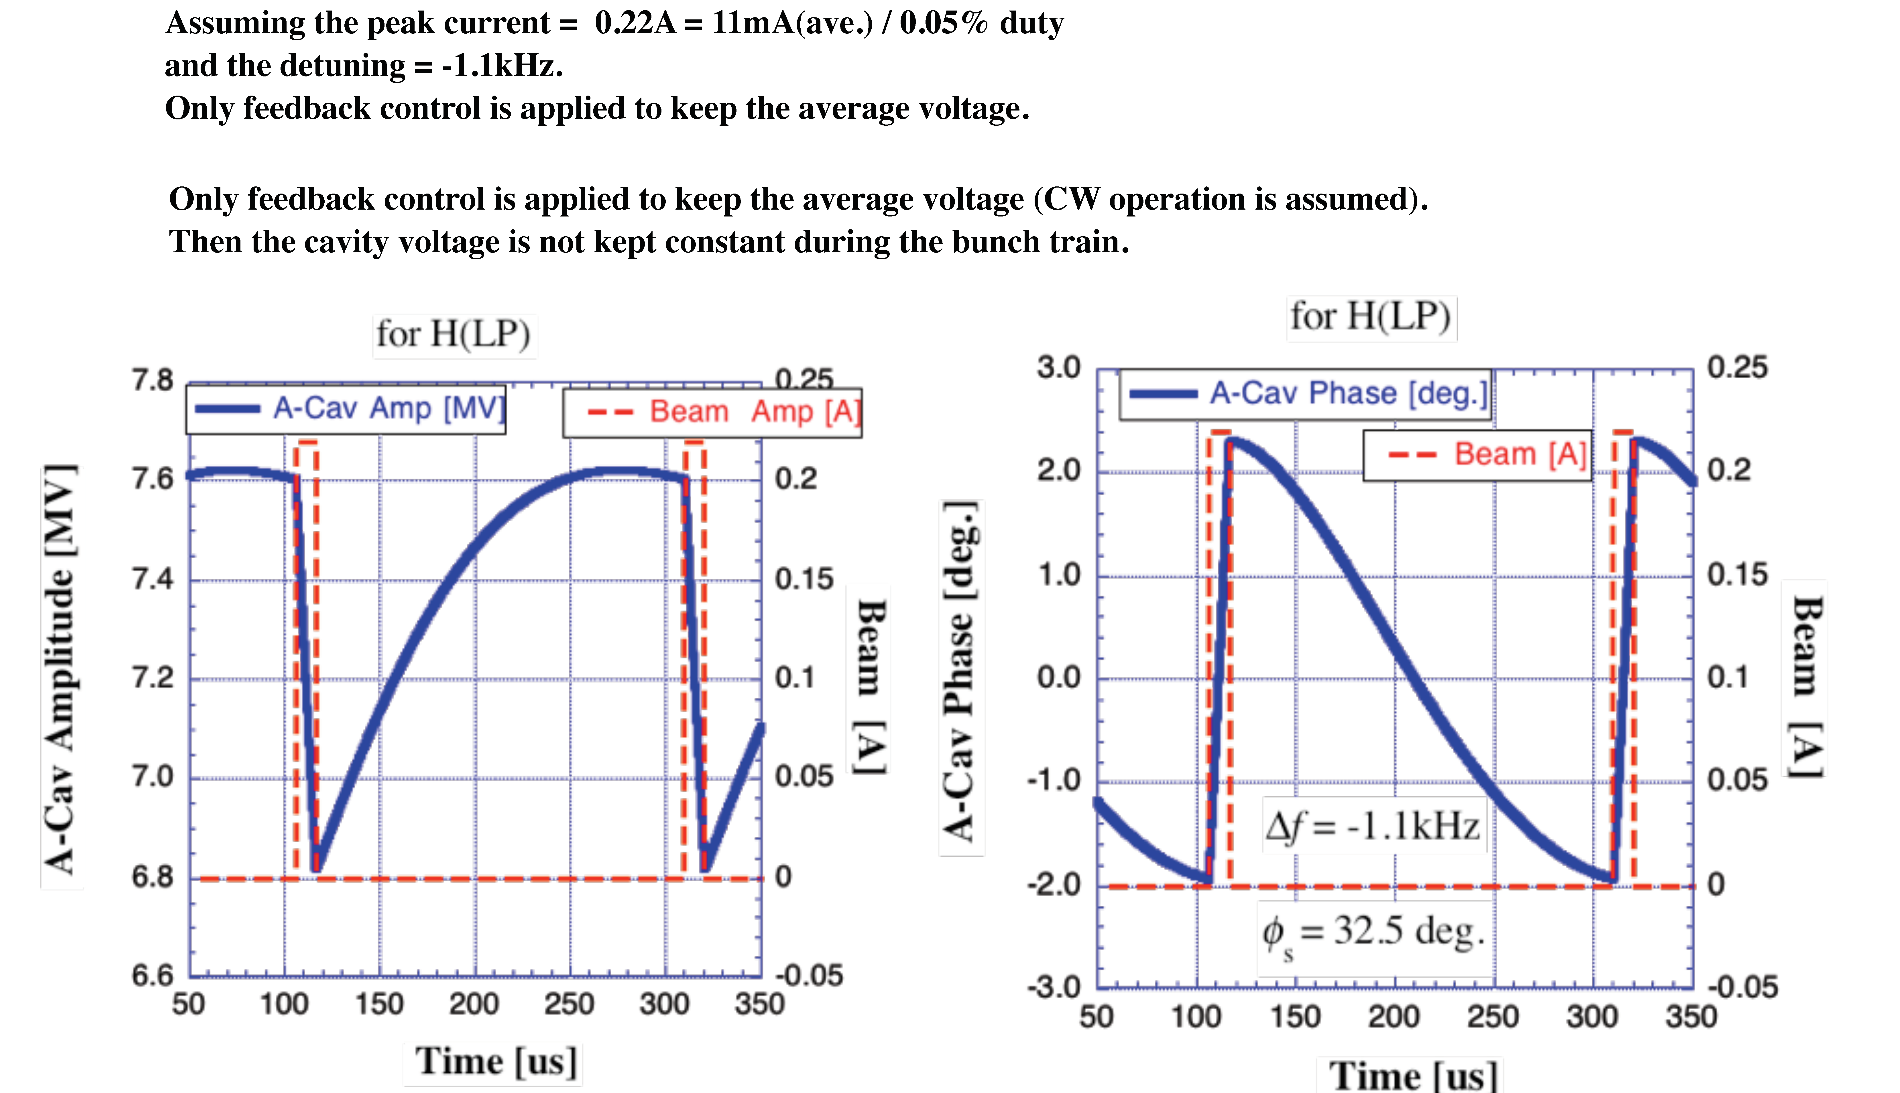 Assuming the peak current =  0.22A = 11mA(ave.) / 0.05% duty
and the detuning = -1.1kHz.
Only feedback control is applied to keep the average voltage.
Only feedback control is applied to keep the average voltage (CW operation is assumed).
Then the cavity voltage is not kept constant during the bunch train.
for H(LP)
A-Cav Amp [MV]
Beam Amp [A]
7.8
7.6
7.4
7.2
7.0
6.8
6.6
0.25
0.2
0.15
0.1
0.05
0
-0.05
50 100 150 200 250 300 350
A-Cav Amplitude [MV]
Beam [A]
Time [us]
for H(LP)
A-Cav Phase [deg.]
Beam [A]
3.0
2.0
1.0
0.0
-1.0
-2.0
-3.0
0.25
0.2
0.15
0.1
0.05
0
-0.05
Δf = -1.1kHz
ϕs = 32.5 deg.
50 100 150 200 250 300 350
A-Cav Phase [deg.]
Beam [A]
Time [us]